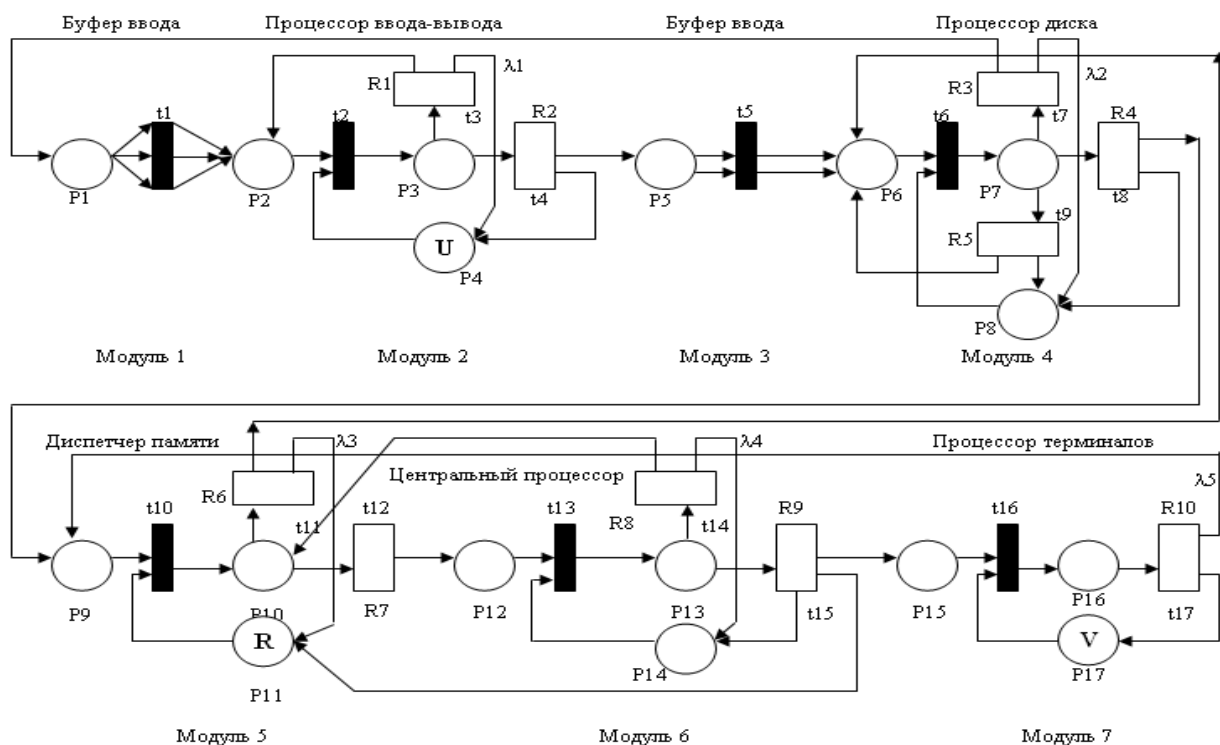 Буфер ввода Процессор ввода-вывода Буфер ввода Процессор диска
R1 λ1 R3 λ2
t1 t2 t3 R2 t5 t6 t7 R4
P1 P2 P3 t4 P5 P6 P7 t8
R5 t9
U
P4
P8
Модуль 1 Модуль 2 Модуль 3 Модуль 4
Диспетчер памяти λ3 λ4 Процессор терминалов
R6 Центральный процессор λ5
t10 t11 t12 t13 R8 t14 R9 t16 R10
P9 P10 R7 P12 P13 t15 P15 P16 t17
R V
P11 P14 P17
Модуль 5 Модуль 6 Модуль 7